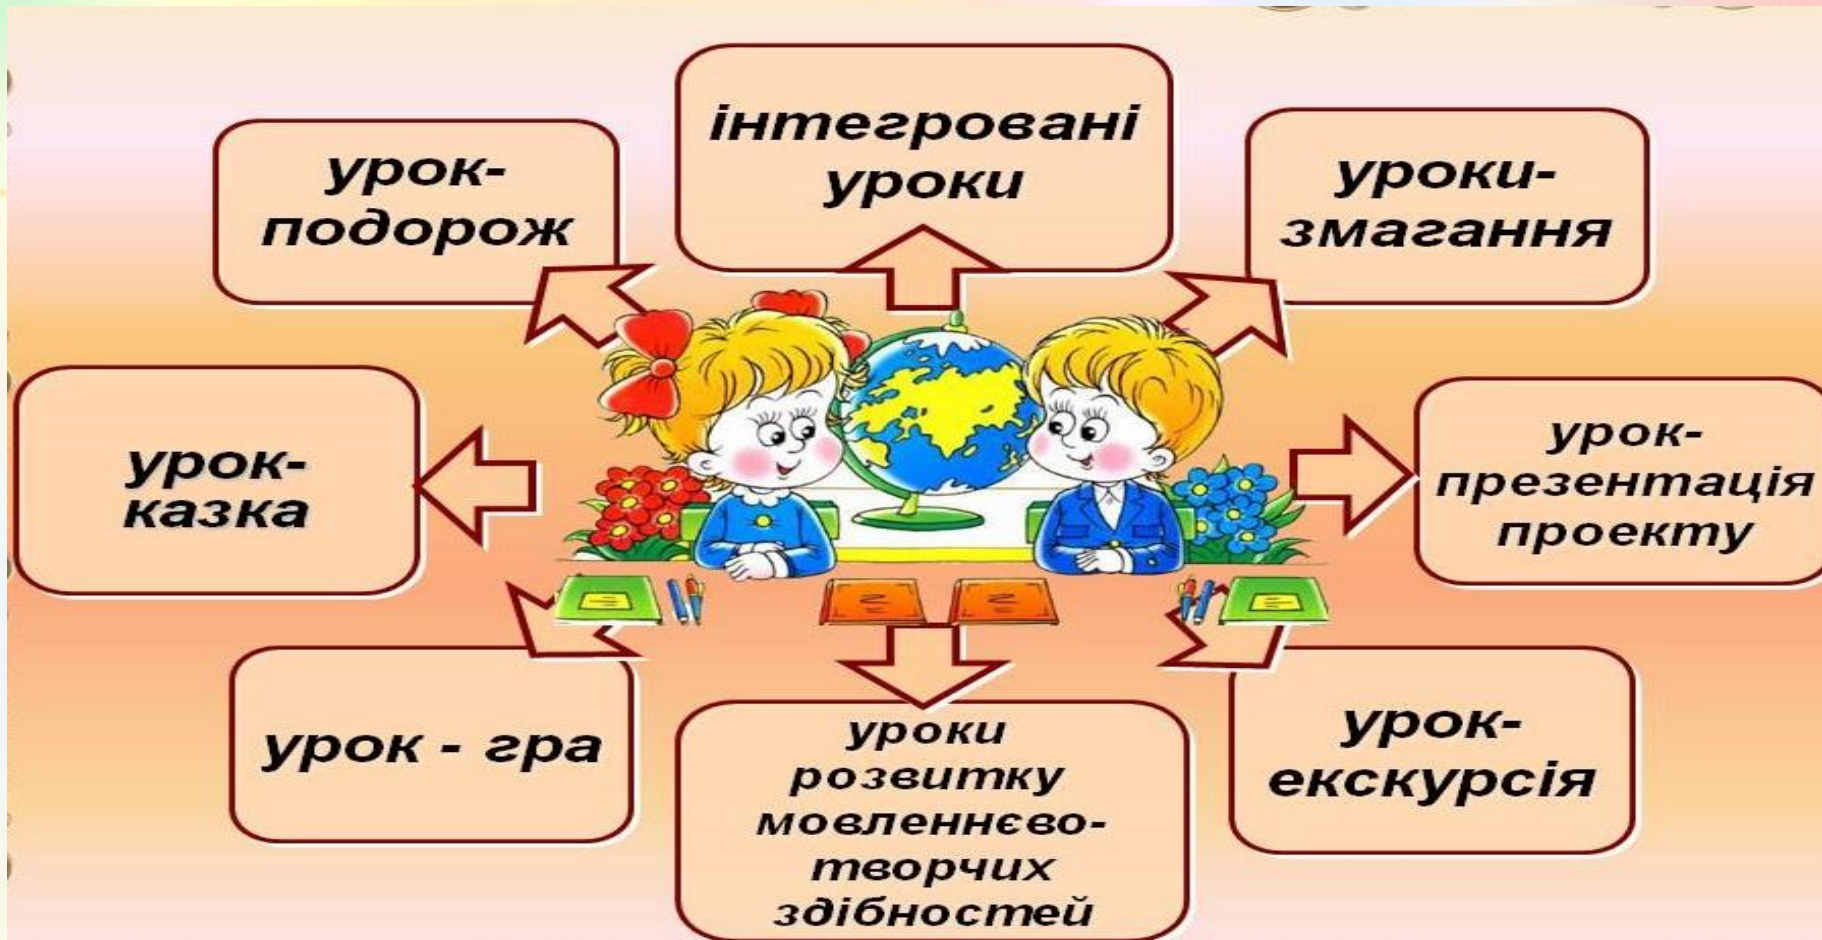 інтегровані
уроки
урок-
подорож
уроки-
змагання
урок-
казка
урок-
презентація
проекту
урок - гра
уроки
розвитку
мовленнєво-
творчих
здібностей
урок-
екскурсія